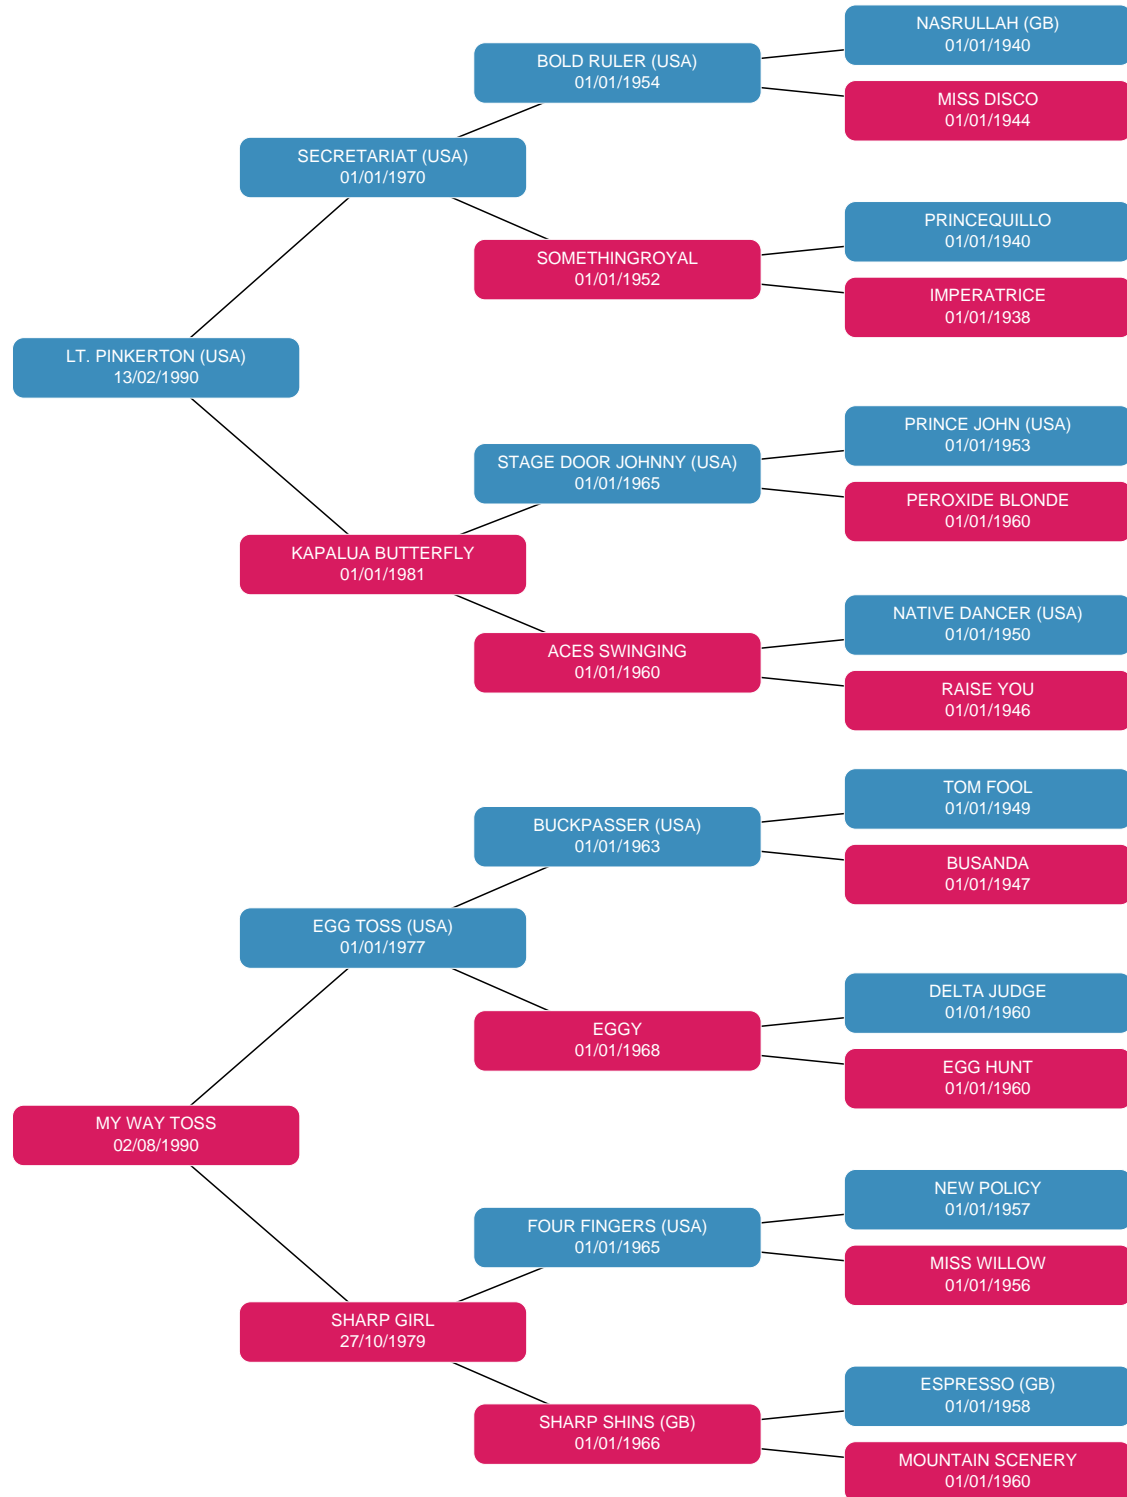 NASRULLAH (GB)
01/01/1940
BOLD RULER (USA)
01/01/1954
MISS DISCO
01/01/1944
SECRETARIAT (USA)
01/01/1970
PRINCEQUILLO
01/01/1940
SOMETHINGROYAL
01/01/1952
IMPERATRICE
01/01/1938
LT. PINKERTON (USA)
13/02/1990
PRINCE JOHN (USA)
01/01/1953
STAGE DOOR JOHNNY (USA)
01/01/1965
PEROXIDE BLONDE
01/01/1960
KAPALUA BUTTERFLY
01/01/1981
NATIVE DANCER (USA)
01/01/1950
ACES SWINGING
01/01/1960
RAISE YOU
01/01/1946
TOM FOOL
01/01/1949
BUCKPASSER (USA)
01/01/1963
BUSANDA
01/01/1947
EGG TOSS (USA)
01/01/1977
DELTA JUDGE
01/01/1960
EGGY
01/01/1968
EGG HUNT
01/01/1960
MY WAY TOSS
02/08/1990
NEW POLICY
01/01/1957
FOUR FINGERS (USA)
01/01/1965
MISS WILLOW
01/01/1956
SHARP GIRL
27/10/1979
ESPRESSO (GB)
01/01/1958
SHARP SHINS (GB)
01/01/1966
MOUNTAIN SCENERY
01/01/1960